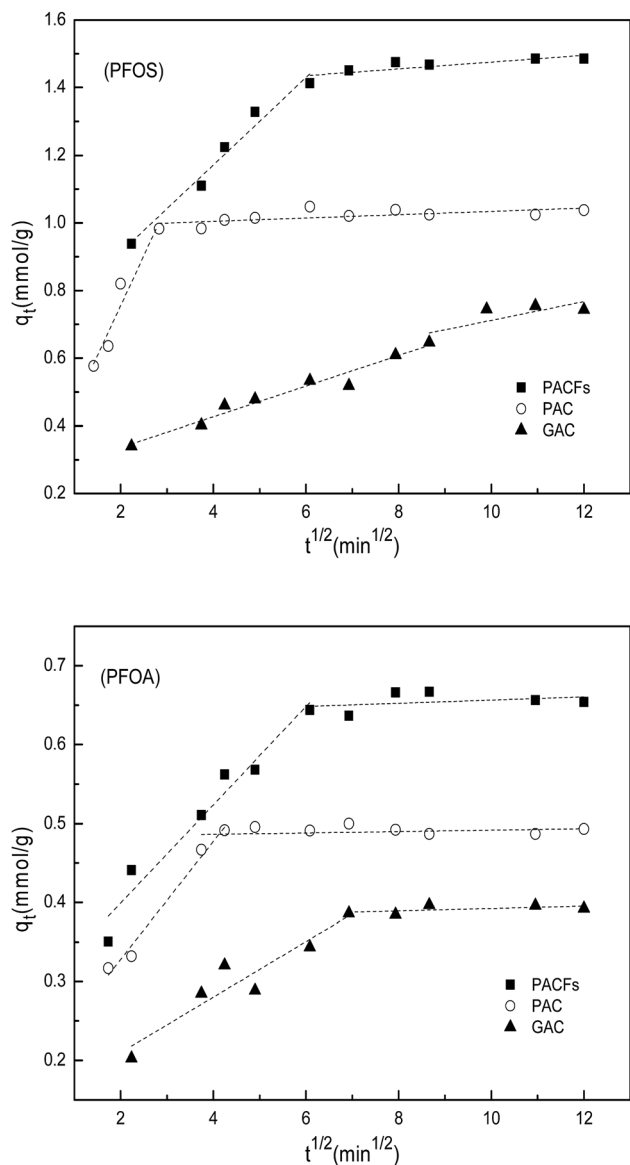 1.6
(PFOS)
1.4
1.2
1.0
0.8
0.6
0.4
0.2
qt(mmol/g)
PACFs
PAC
GAC
2 4 6 8 10 12
t1/2(min1/2)
0.7
(PFOA)
0.6
0.5
0.4
0.3
0.2
qt(mmol/g)
PACFs
PAC
GAC
2 4 6 8 10 12
t1/2(min1/2)